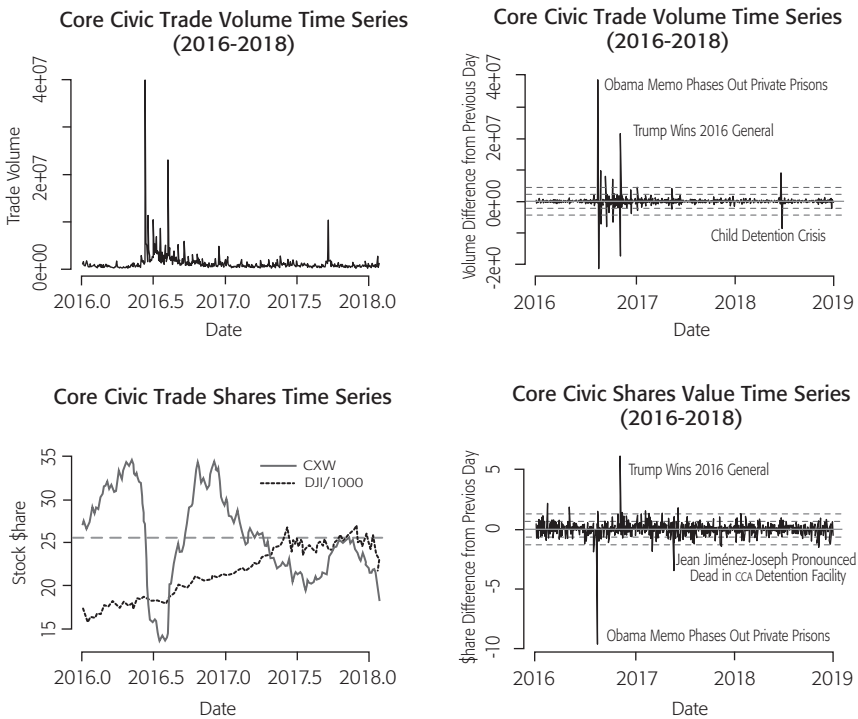 Core Civic Trade Volume Time Series
(2016-2018)
Trade Volume
4e+07
2e+07
0e+00
2016.0 2016.5 2017.0 2017.5 2018.0
Date
Core Civic Trade Volume Time Series
(2016-2018)
Volume Difference from Previous Day
4e+07
2e+07
0e+00
-2e+0
Obama Memo Phases Out Private Prisons
Trump Wins 2016 General
Child Detention Crisis
2016 2017 2018 2019
Date
Core Civic Trade Shares Time Series
Stock $hare
35
30
25
20
15
CXW
DJI/1000
2016.0 2016.5 2017.0 2017.5 2018.0
Date
Core Civic Shares Value Time Series
(2016-2018)
$hare Difference from Previos Day
5
0
-5
-10
Trump Wins 2016 General
Jean Jiménez-Joseph Pronounced
Dead in CCA Detention Facility
Obama Memo Phases Out Private Prisons
2016 2017 2018 2019
Date